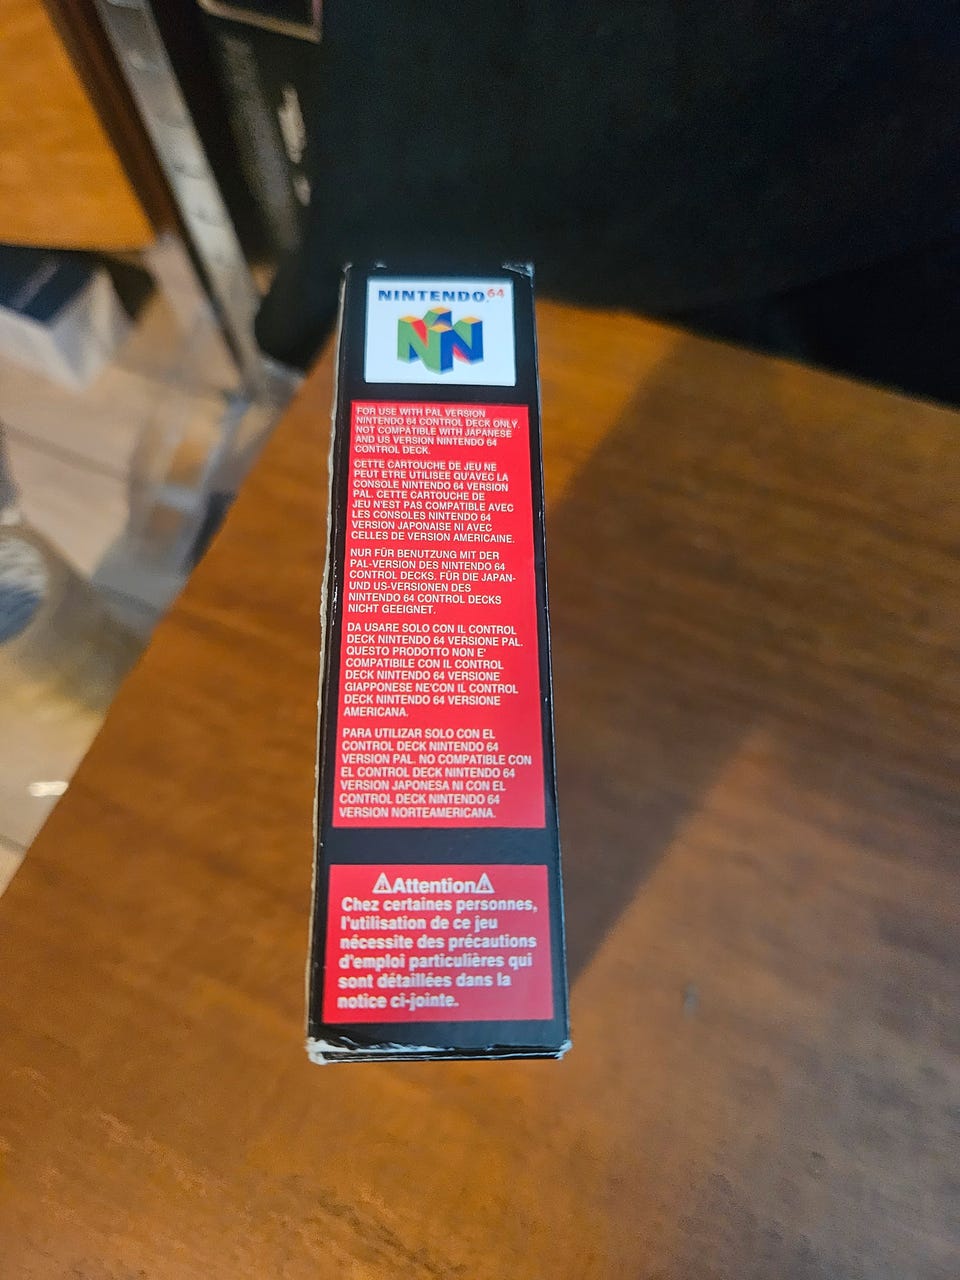 NINTENDO 64
FOR USE WITH PAL VERSION
NINTENDO 64 CONTROL DECK ONLY.
NOT COMPATIBLE WITH JAPANESE
AND US VERSION NINTENDO 64
CONTROL DECK.
CETTE CARTOUCHE DE JEU NE
PEUT ETRE UTILISEE QU'AVEC LA
CONSOLE NINTENDO 64 VERSION
PAL. CETTE CARTOUCHE DE
JEU N'EST PAS COMPATIBLE AVEC
LES CONSOLES NINTENDO 64
VERSION JAPONAISE NI AVEC
CELLES DE VERSION AMERICAINE.
NUR FÜR BENUTZUNG MIT DER
PAL-VERSION DES NINTENDO 64
CONTROL DECKS. FÜR DIE JAPAN-
UND US-VERSIONEN DES
NINTENDO 64 CONTROL DECKS
NICHT GEEIGNET.
DA USARE SOLO CON IL CONTROL
DECK NINTENDO 64 VERSIONE PAL.
QUESTO PRODOTTO NON E'
COMPATIBILE CON IL CONTROL
DECK NINTENDO 64 VERSIONE
GIAPPONESE NE'CON IL CONTROL
DECK NINTENDO 64 VERSIONE
AMERICANA.
PARA UTILIZAR SOLO CON EL
CONTROL DECK NINTENDO 64
VERSION PAL. NO COMPATIBLE CON
EL CONTROL DECK NINTENDO 64
VERSION JAPONESA NI CON EL
CONTROL DECK NINTENDO 64
VERSION NORTEAMERICANA.
⚠Attention⚠
Chez certaines personnes,
l'utilisation de ce jeu
nécessite des précautions
d'emploi particulières qui
sont détaillées dans la
notice ci-jointe.